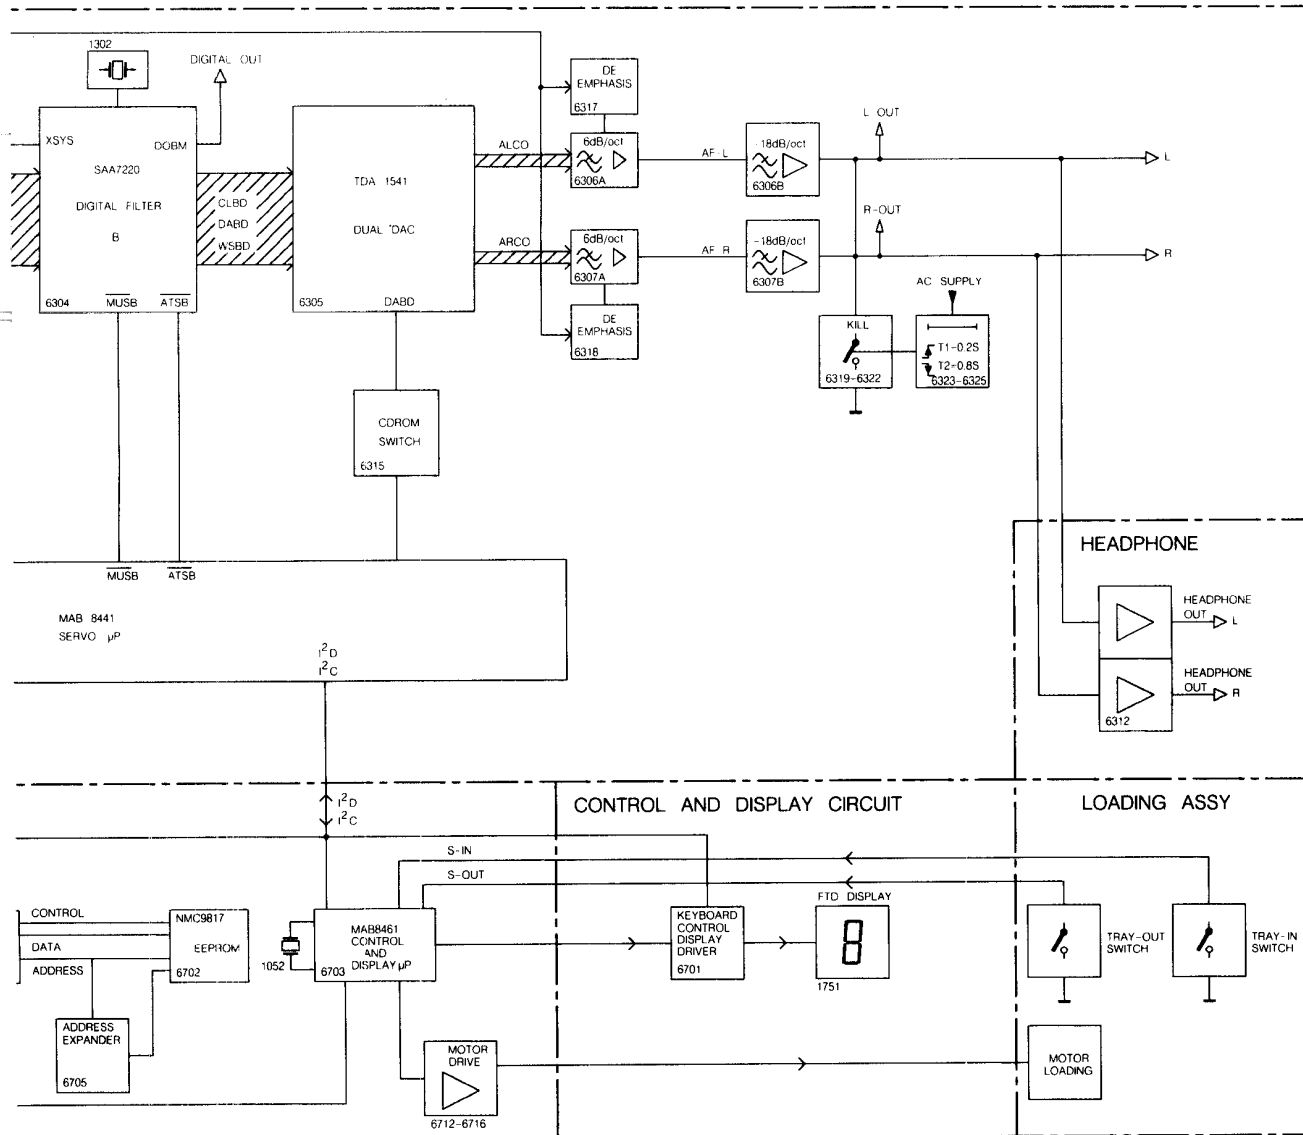 1302
DIGITAL OUT
XSYS
DOBM
SAA7220
DIGITAL FILTER
B
6304
MUSB
ATSB
CLBD
DABD
WSBD
TDA 1541
DUAL DAC
6305
DABD
ALCO
ARCO
DE
EMPHASIS
6317
6dB/oct
6306A
6dB/oct
6307A
DE
EMPHASIS
6318
AF-L
AF R
-18dB/oct
6306B
-18dB/oct
6307B
L OUT
R-OUT
L
R
AC SUPPLY
KILL
6319-6322
T1-0.2S
T2-0.8S
6323-6325
CDROM
SWITCH
6315
MUSB
ATSB
MAB 8441
SERVO µP
I²D
I²C
HEADPHONE
HEADPHONE
OUT
L
HEADPHONE
OUT
R
6312
I²D
I²C
CONTROL AND DISPLAY CIRCUIT
LOADING ASSY
S-IN
S-OUT
CONTROL
DATA
ADDRESS
NMC9817
EEPROM
6702
1052
MAB8461
CONTROL
AND
DISPLAY µP
6703
KEYBOARD
CONTROL
DISPLAY
DRIVER
6701
FTD DISPLAY
8
1751
TRAY-OUT
SWITCH
TRAY-IN
SWITCH
ADDRESS
EXPANDER
6705
MOTOR
DRIVE
6712-6716
MOTOR
LOADING